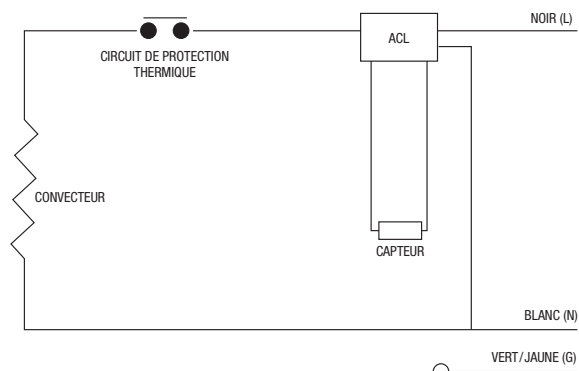 NOIR (L)
ACL
CIRCUIT DE PROTECTION
THERMIQUE
CONVECTEUR
CAPTEUR
BLANC (N)
VERT/JAUNE (G)